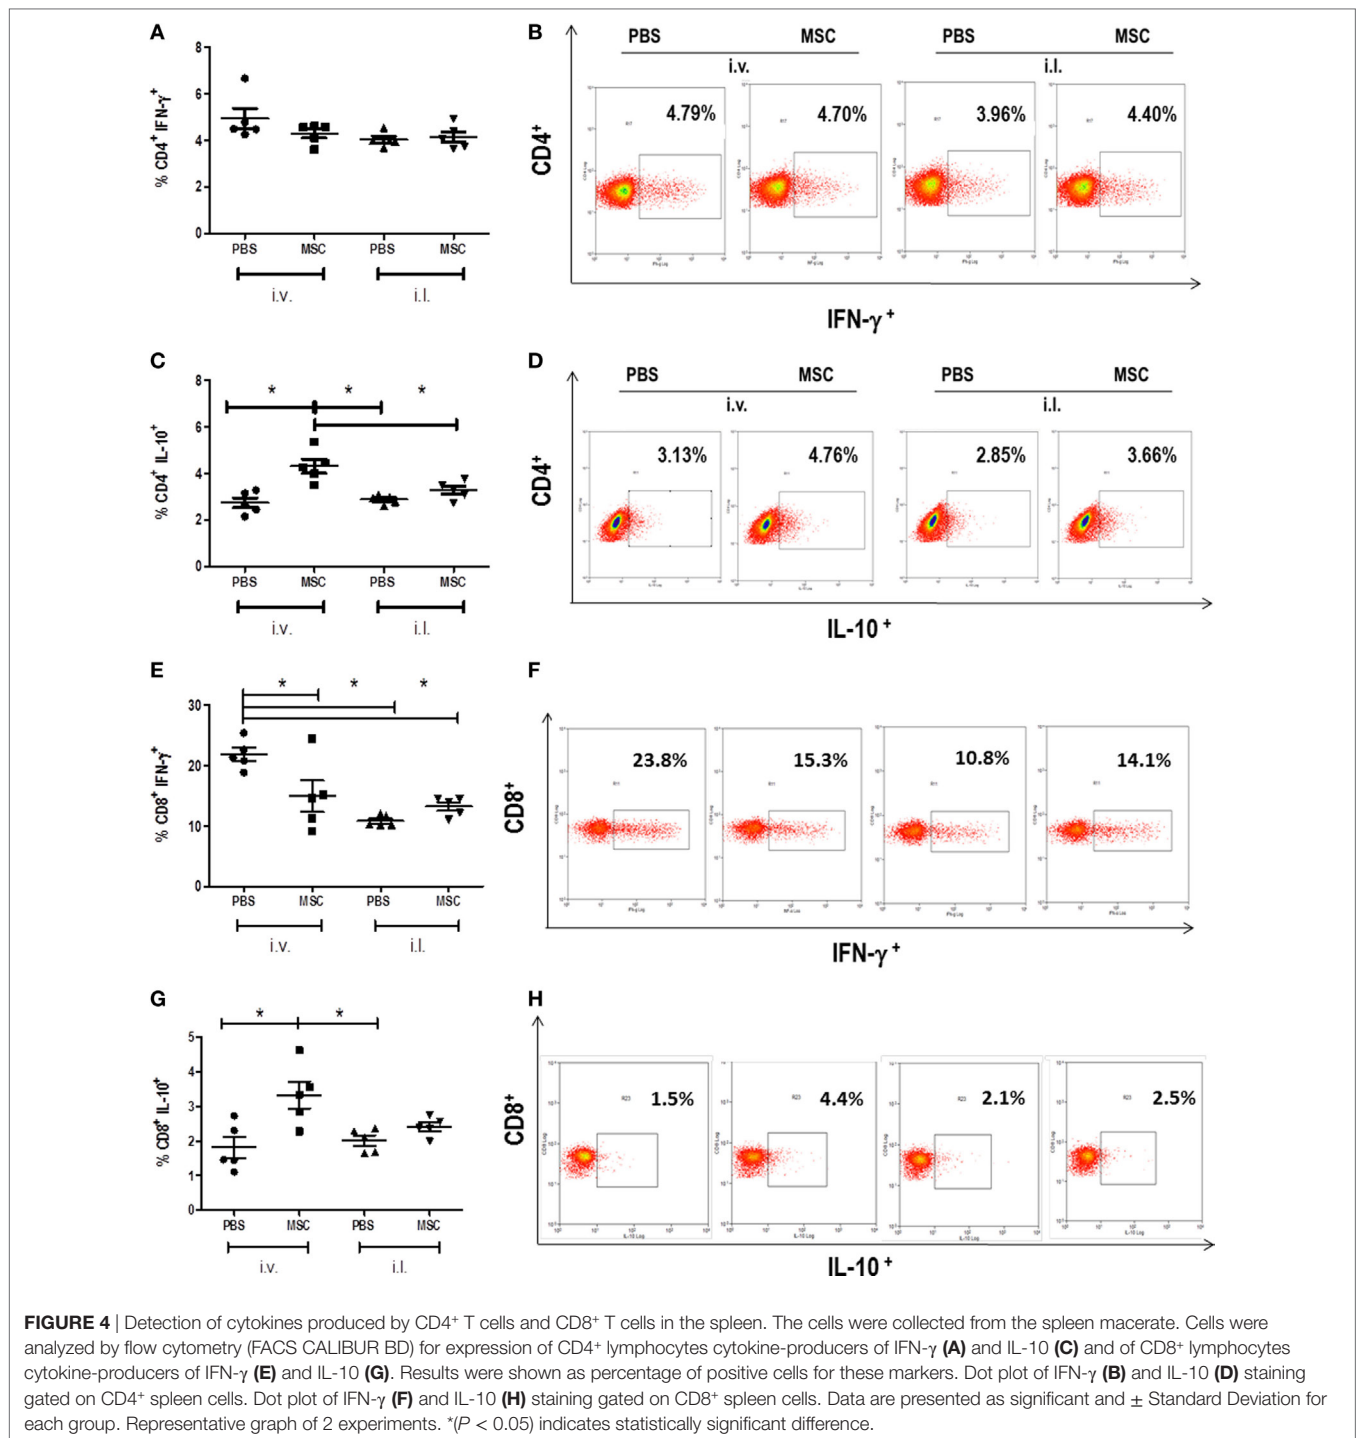 A
8
6
4
2
0
% CD4+ IFN-γ+
PBS MSC PBS MSC
i.v. i.l.
B
PBS MSC PBS MSC
i.v. i.l.
CD4+
4.79% 4.70% 3.96% 4.40%
IFN-γ +
C
8
6
4
2
0
% CD4+ IL-10+
* * *
PBS MSC PBS MSC
i.v. i.l.
D
PBS MSC PBS MSC
i.v. i.l.
CD4+
3.13% 4.76% 2.85% 3.66%
IL-10 +
E
30
20
10
0
% CD8+ IFN-γ+
* * *
PBS MSC PBS MSC
i.v. i.l.
F
CD8+
23.8% 15.3% 10.8% 14.1%
R11 R11 R11 R11
IFN-γ +
G
5
4
3
2
1
0
% CD8+ IL-10+
* *
PBS MSC PBS MSC
i.v. i.l.
H
CD8+
1.5% 4.4% 2.1% 2.5%
R23 R23 R23 R23
IL-10 +
FIGURE 4 | Detection of cytokines produced by CD4+ T cells and CD8+ T cells in the spleen. The cells were collected from the spleen macerate. Cells were
analyzed by flow cytometry (FACS CALIBUR BD) for expression of CD4+ lymphocytes cytokine-producers of IFN-γ (A) and IL-10 (C) and of CD8+ lymphocytes
cytokine-producers of IFN-γ (E) and IL-10 (G). Results were shown as percentage of positive cells for these markers. Dot plot of IFN-γ (B) and IL-10 (D) staining
gated on CD4+ spleen cells. Dot plot of IFN-γ (F) and IL-10 (H) staining gated on CD8+ spleen cells. Data are presented as significant and ± Standard Deviation for
each group. Representative graph of 2 experiments. *(P < 0.05) indicates statistically significant difference.